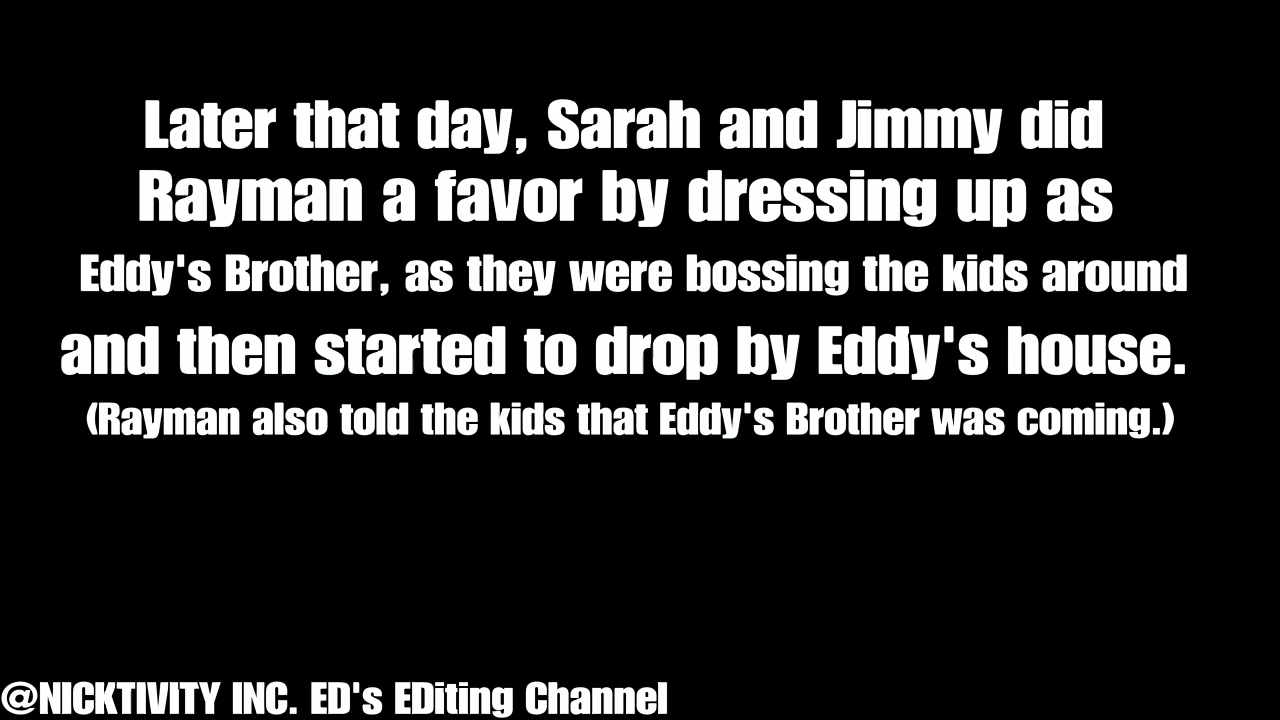 Later that day, Sarah and Jimmy did
Rayman a favor by dressing up as
Eddy's Brother, as they were bossing the kids around
and then started to drop by Eddy's house.
(Rayman also told the kids that Eddy's Brother was coming.)
@NICKTIVITY INC. ED's EDiting Channel